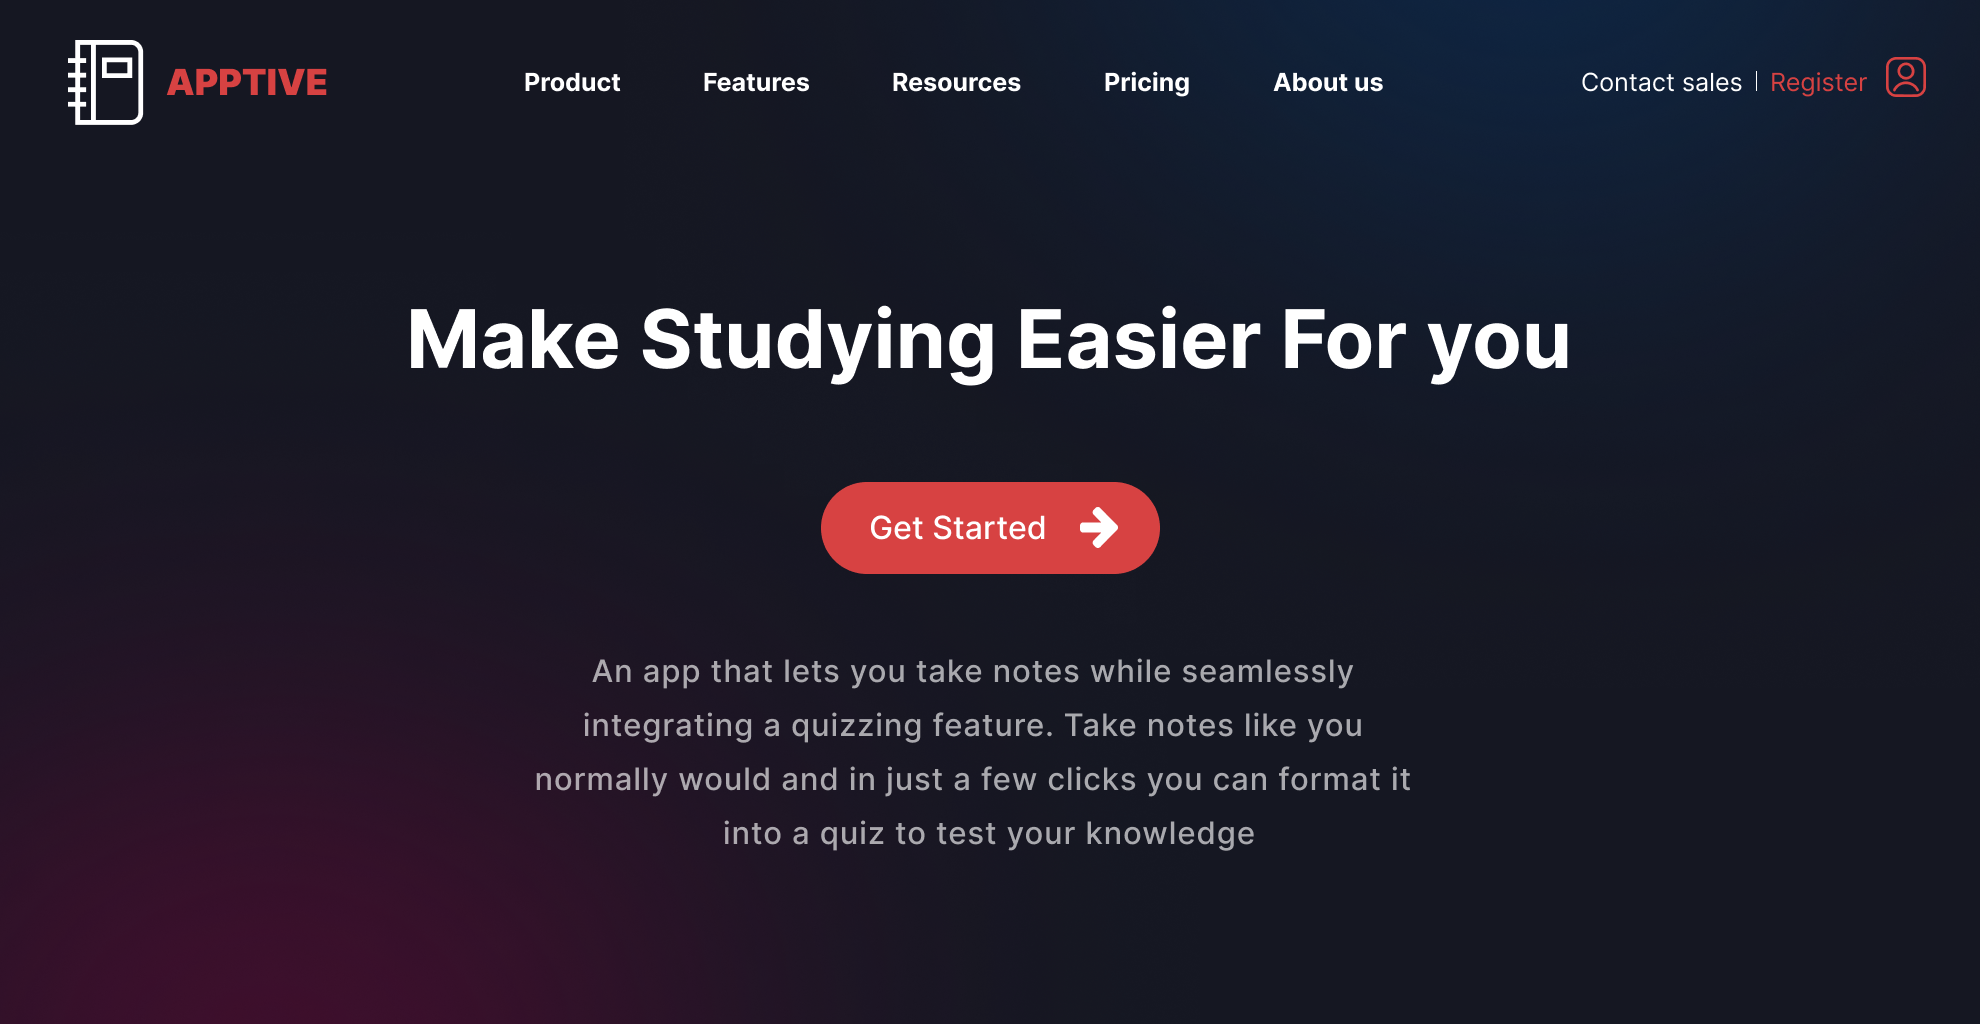 APPTIVE
Product Features Resources Pricing About us
Contact sales | Register
Make Studying Easier For you
Get Started
An app that lets you take notes while seamlessly
integrating a quizzing feature. Take notes like you
normally would and in just a few clicks you can format it
into a quiz to test your knowledge